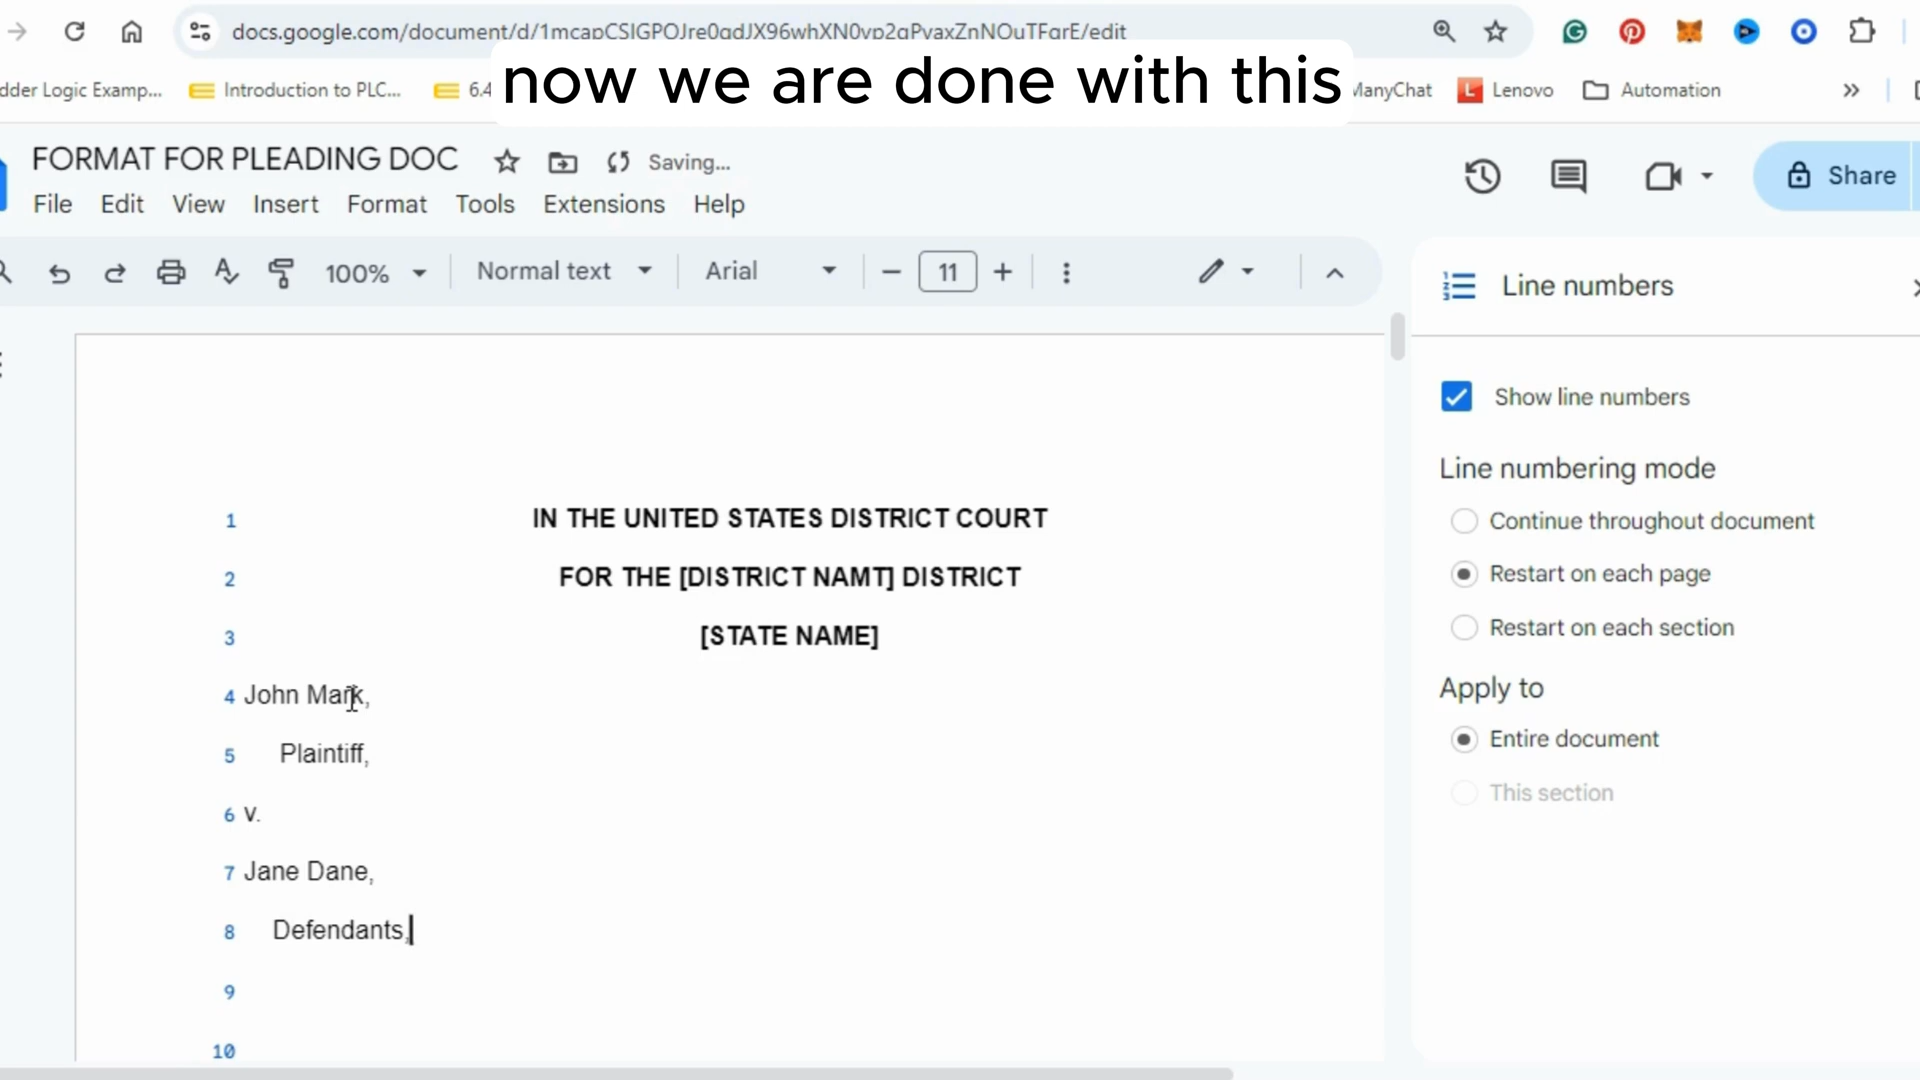 docs.google.com/document/d/1mcapCSIGPOJre0qdJX96whXN0vp2qPvaxZnNOuTFqrE/edit
now we are done with this
dder Logic Examp...
Introduction to PLC...
6.4
ManyChat
Lenovo
Automation
FORMAT FOR PLEADING DOC
Saving...
File Edit View Insert Format Tools Extensions Help
Share
100%
Normal text
Arial
11
Line numbers
Show line numbers
Line numbering mode
Continue throughout document
Restart on each page
Restart on each section
Apply to
Entire document
This section
1 IN THE UNITED STATES DISTRICT COURT
2 FOR THE [DISTRICT NAMT] DISTRICT
3 [STATE NAME]
4 John Mark,
5 Plaintiff,
6 V.
7 Jane Dane,
8 Defendants,
9
10